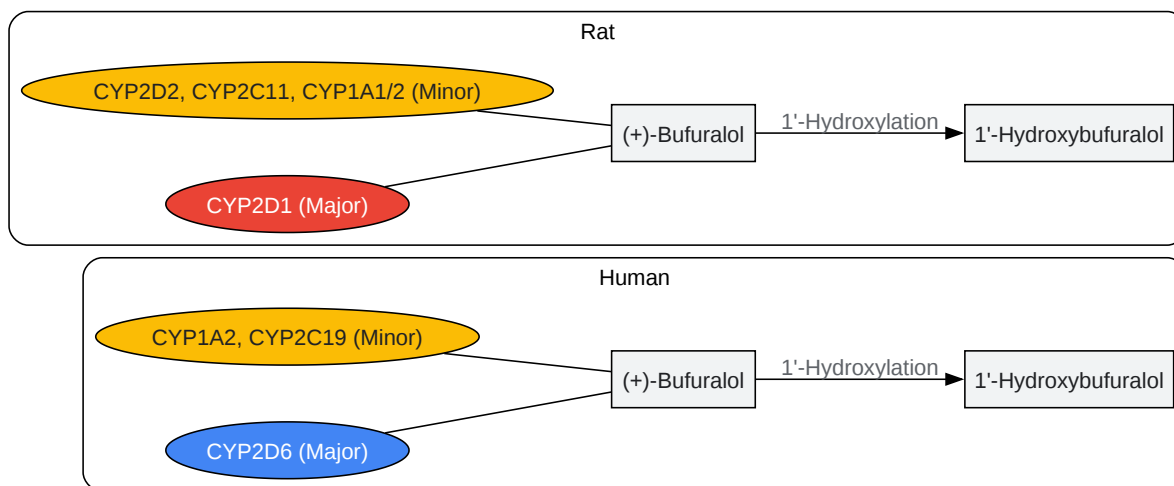 Rat
CYP2D2, CYP2C11, CYP1A1/2 (Minor)
(+)-Bufuralol
1'-Hydroxylation
1'-Hydroxybufuralol
CYP2D1 (Major)
Human
CYP1A2, CYP2C19 (Minor)
(+)-Bufuralol
1'-Hydroxylation
1'-Hydroxybufuralol
CYP2D6 (Major)